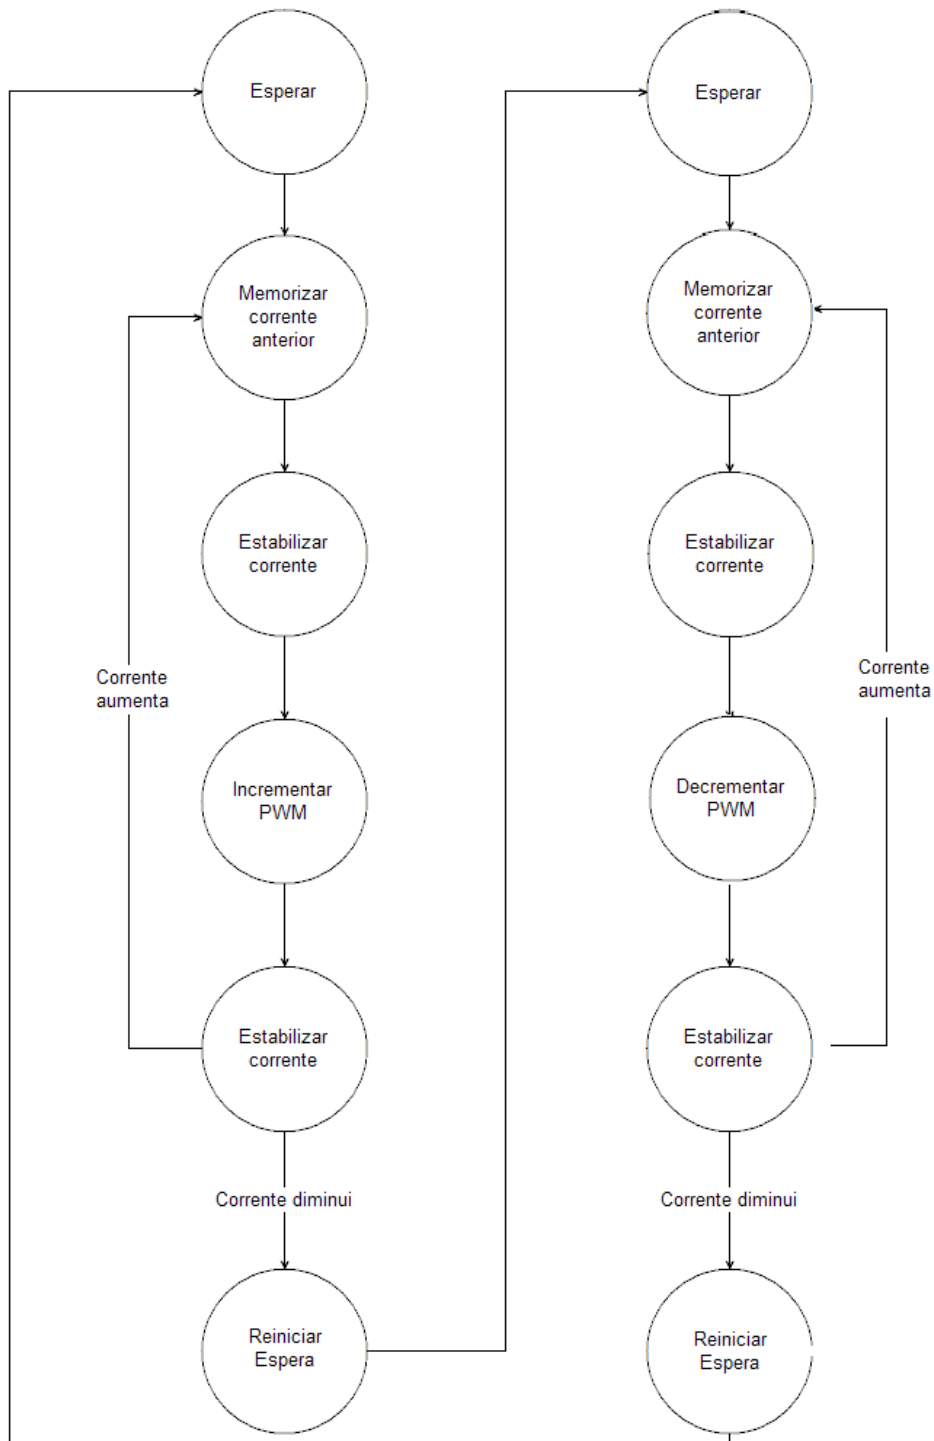 Esperar
Memorizar
corrente
anterior
Estabilizar
corrente
Corrente
aumenta
Incrementar
PWM
Estabilizar
corrente
Corrente diminui
Reiniciar
Espera
Esperar
Memorizar
corrente
anterior
Estabilizar
corrente
Corrente
aumenta
Decrementar
PWM
Estabilizar
corrente
Corrente diminui
Reiniciar
Espera